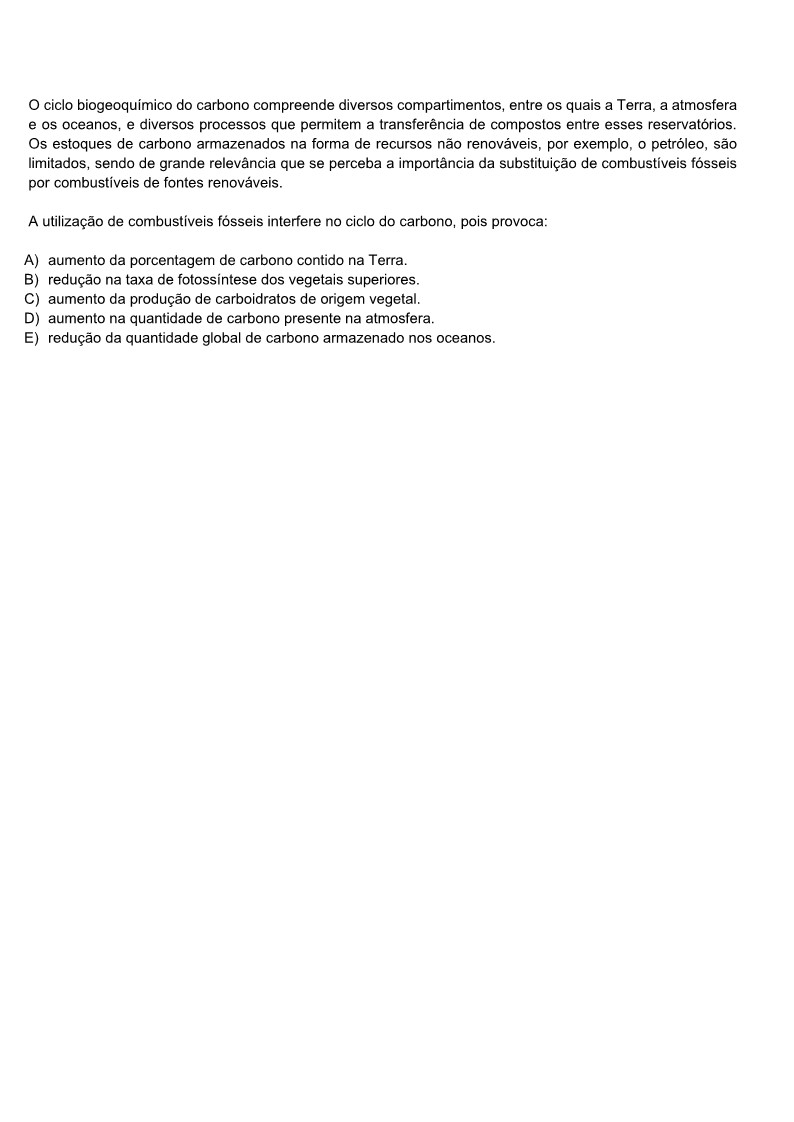 O ciclo biogeoquímico do carbono compreende diversos compartimentos, entre os quais a Terra, a atmosfera
e os oceanos, e diversos processos que permitem a transferência de compostos entre esses reservatórios.
Os estoques de carbono armazenados na forma de recursos não renováveis, por exemplo, o petróleo, são
limitados, sendo de grande relevância que se perceba a importância da substituição de combustíveis fósseis
por combustíveis de fontes renováveis.
A utilização de combustíveis fósseis interfere no ciclo do carbono, pois provoca:
A) aumento da porcentagem de carbono contido na Terra.
B) redução na taxa de fotossíntese dos vegetais superiores.
C) aumento da produção de carboidratos de origem vegetal.
D) aumento na quantidade de carbono presente na atmosfera.
E) redução da quantidade global de carbono armazenado nos oceanos.